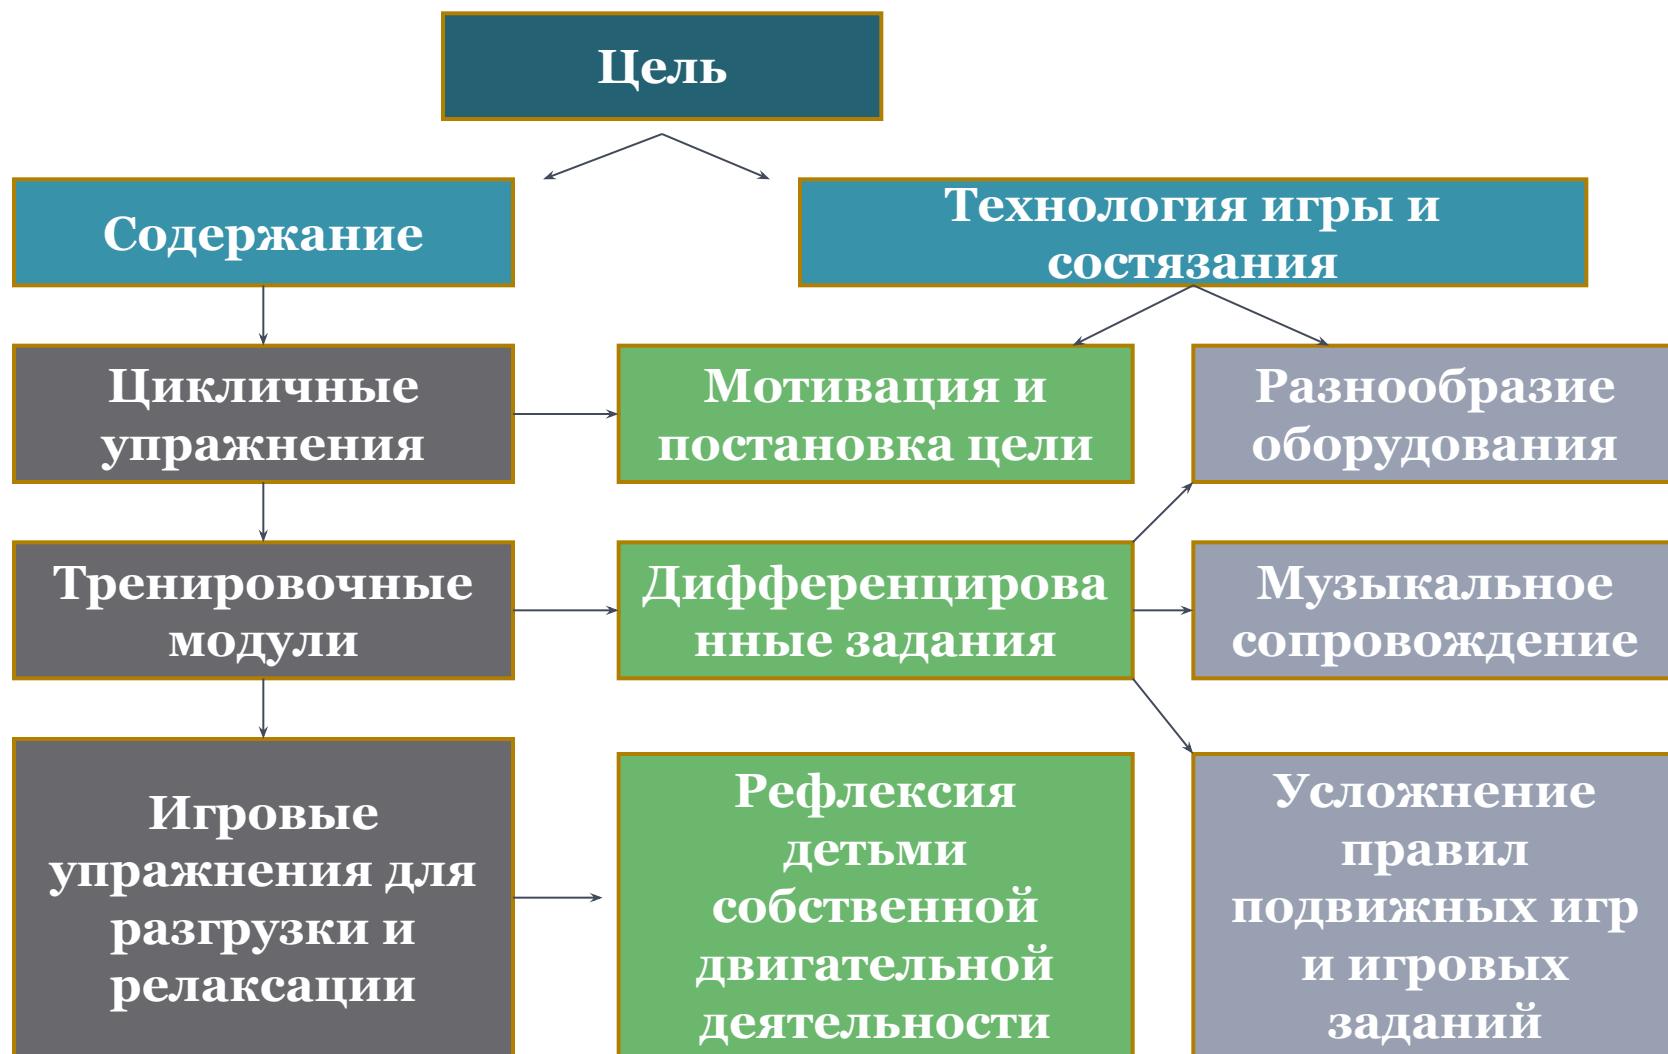 Цель
Содержание
Технология игры и
состязания
Цикличные
упражнения
Мотивация и
постановка цели
Разнообразие
оборудования
Тренировочные
модули
Дифференцирова
нные задания
Музыкальное
сопровождение
Игровые
упражнения для
разгрузки и
релаксации
Рефлексия
детьми
собственной
двигательной
деятельности
Усложнение
правил
подвижных игр
и игровых
заданий